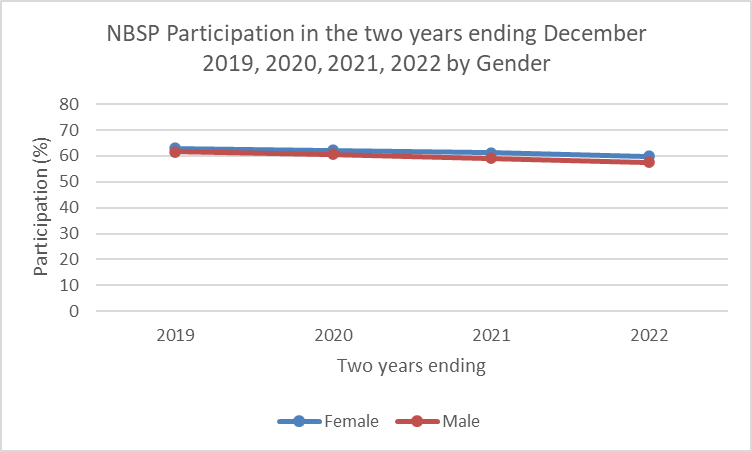 NBSP Participation in the two years ending December
2019, 2020, 2021, 2022 by Gender
Participation (%)
80
70
60
50
40
30
20
10
0
2019 2020 2021 2022
Two years ending
Female Male